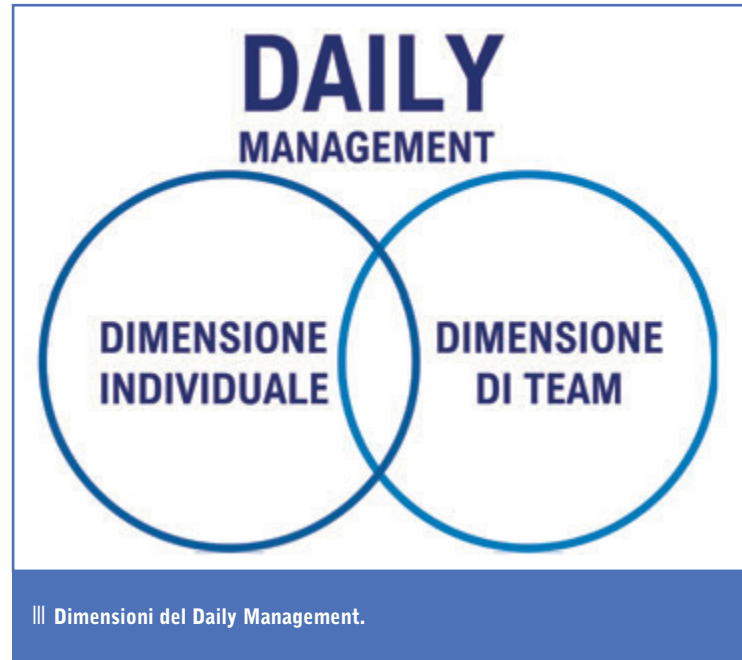 DAILY
MANAGEMENT
DIMENSIONE
INDIVIDUALE
DIMENSIONE
DI TEAM
Dimensioni del Daily Management.